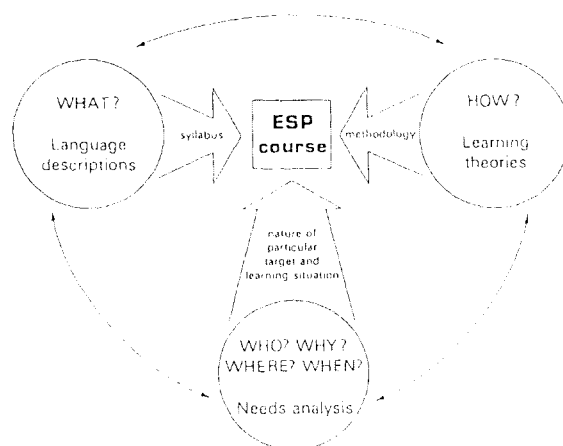 WHAT?
Language
descriptions
syllabus
ESP
course
methodology
HOW?
Learning
theories
nature of
particular
target and
learning situation
WHO? WHY?
WHERE? WHEN?
Needs analysis